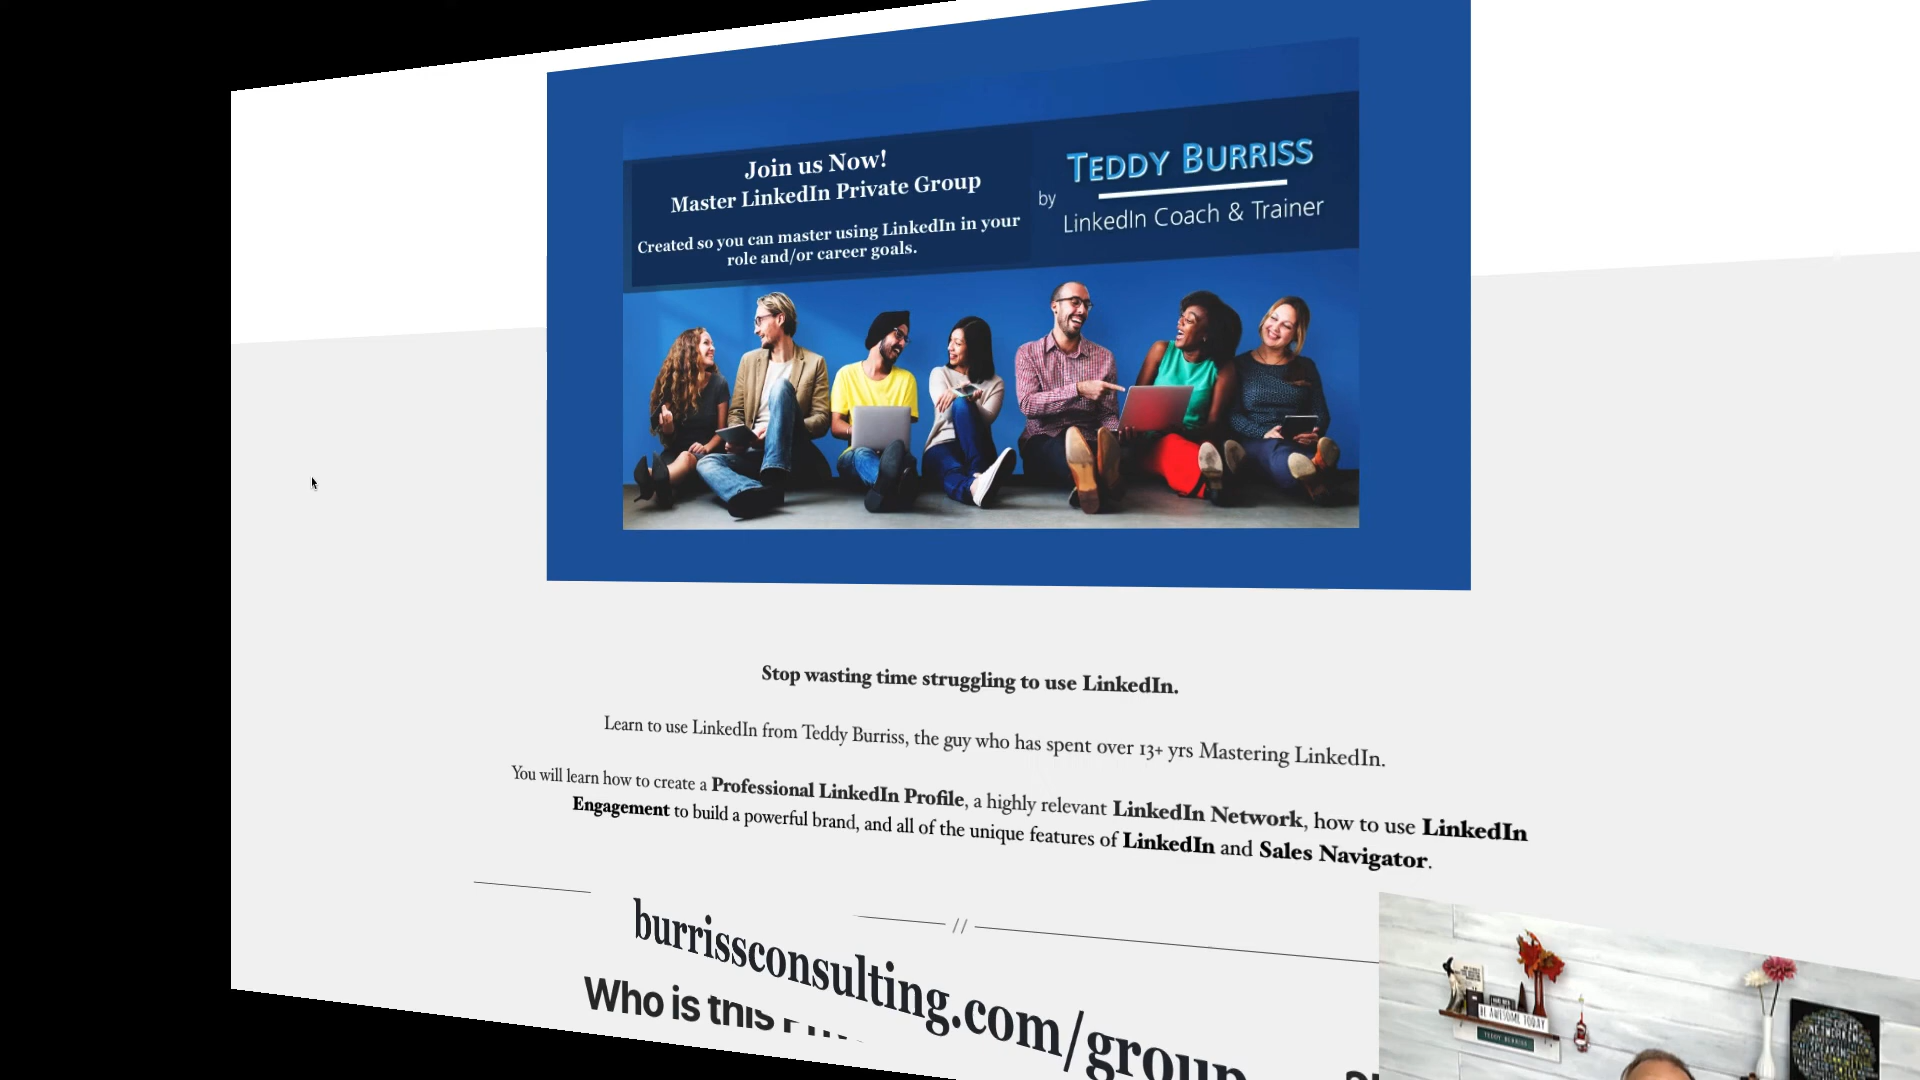 Join us Now!
Master LinkedIn Private Group
Created so you can master using LinkedIn in your
role and/or career goals.
by
TEDDY BURRISS
LinkedIn Coach & Trainer
Stop wasting time struggling to use LinkedIn.
Learn to use LinkedIn from Teddy Burriss, the guy who has spent over 13+ yrs Mastering LinkedIn.
You will learn how to create a Professional LinkedIn Profile, a highly relevant LinkedIn Network, how to use LinkedIn
Engagement to build a powerful brand, and all of the unique features of LinkedIn and Sales Navigator.
//
burrissconsulting.com/group
Who is this
BE AWESOME TODAY
TEDDY BURRISS